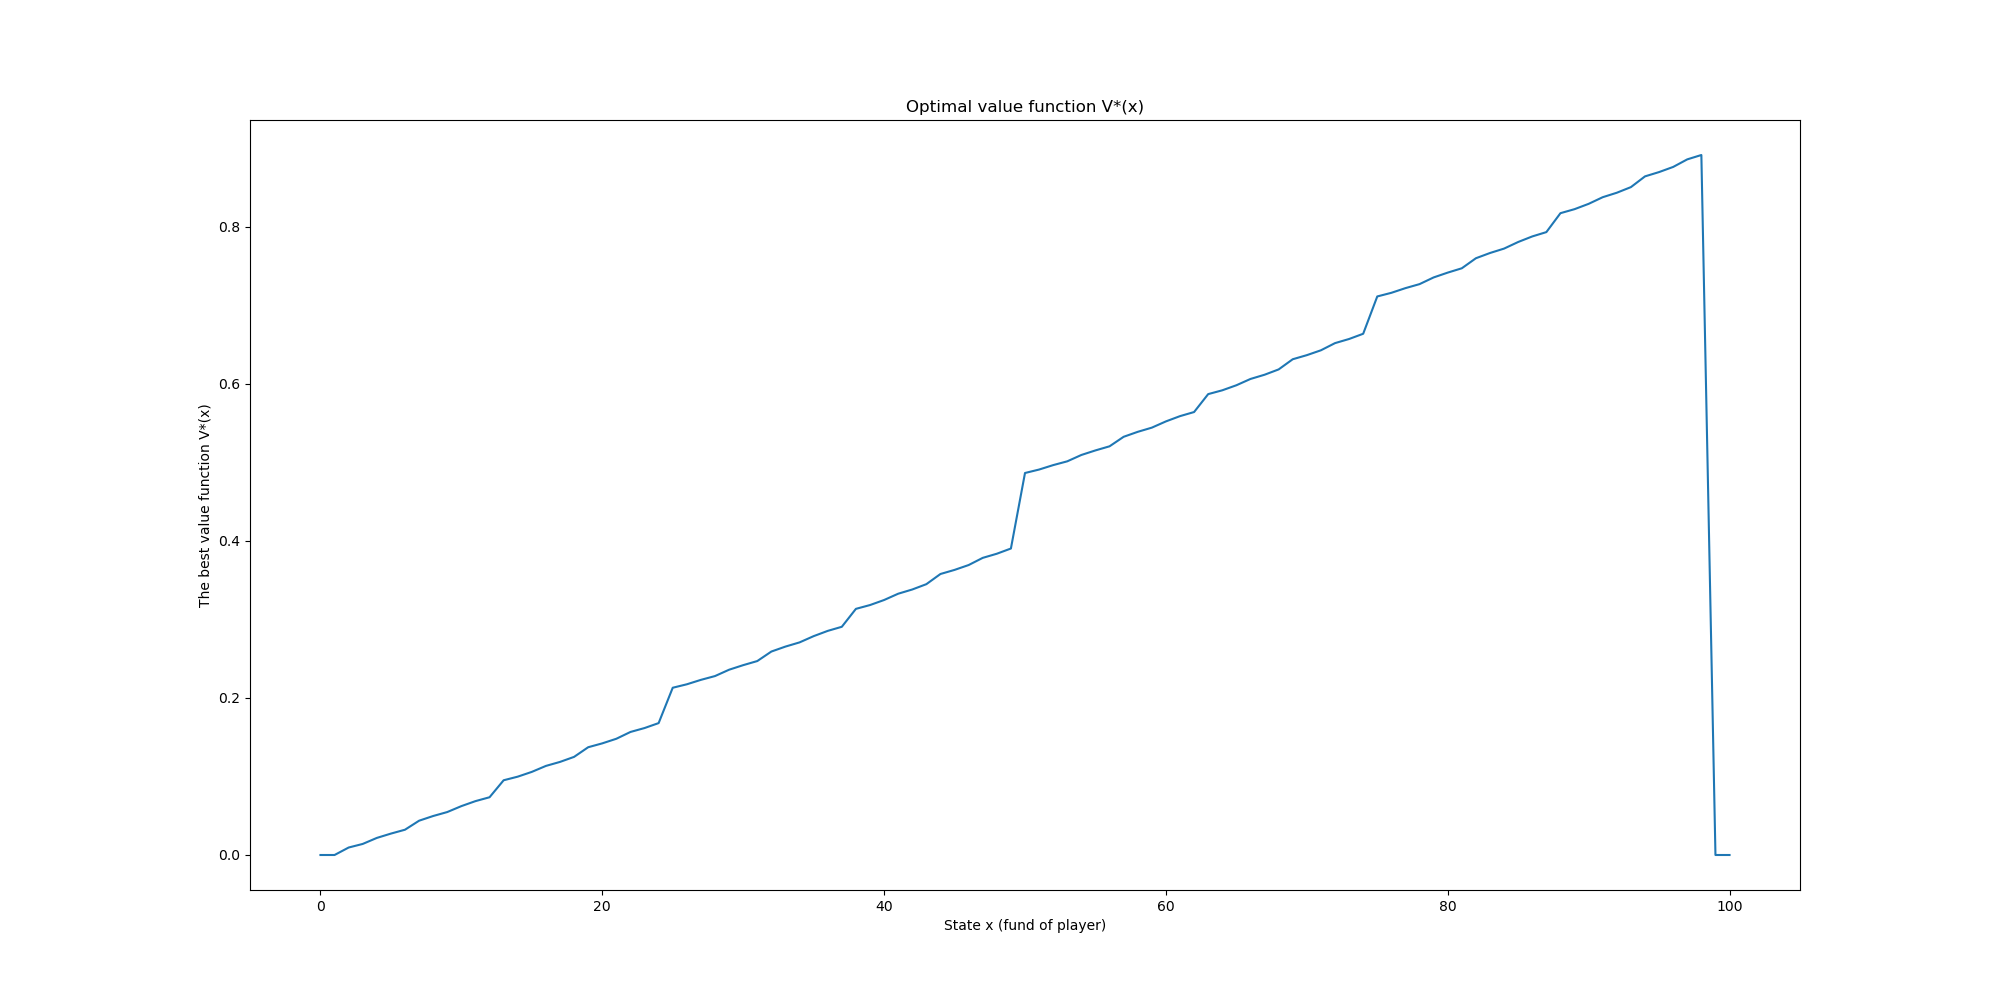 Optimal value function V*(x)
The best value function V*(x)
0.8
0.6
0.4
0.2
0.0
0 20 40 60 80 100
State x (fund of player)